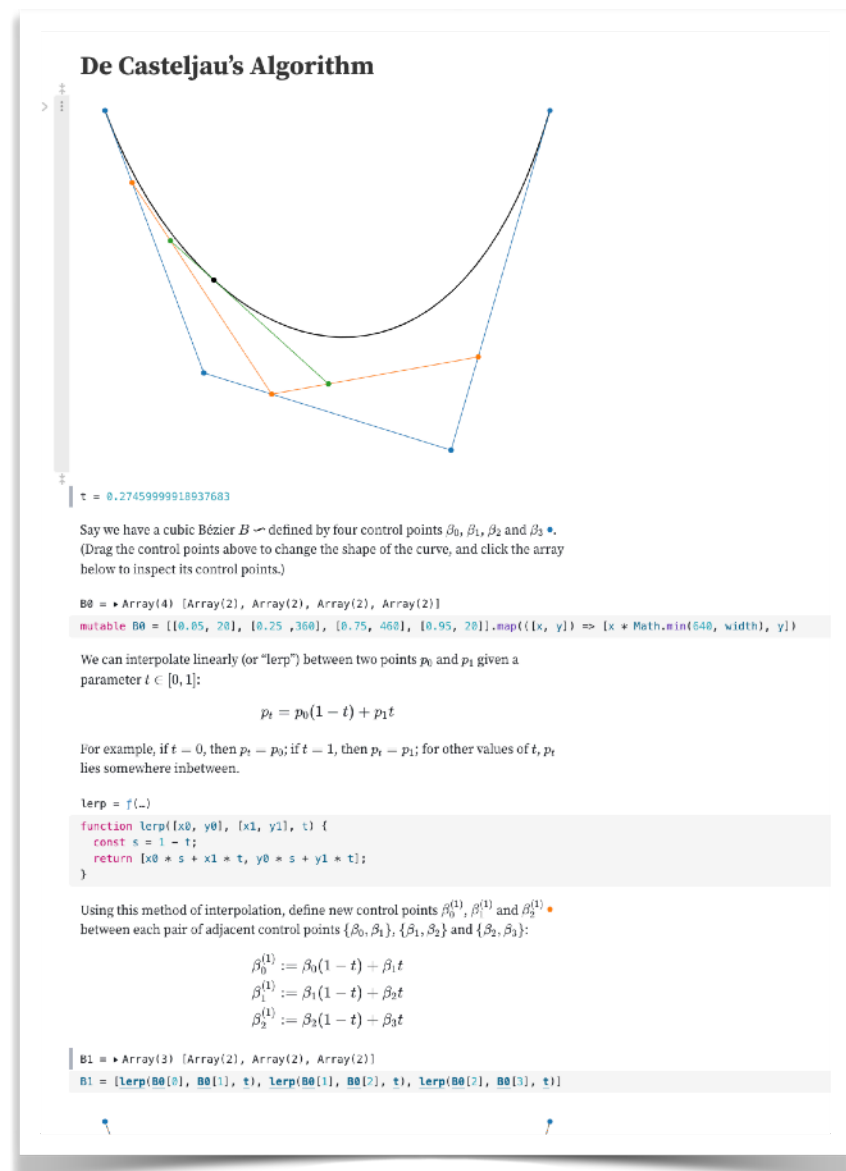 De Casteljau's Algorithm
t = 0.27459999918937683
Say we have a cubic Bézier B defined by four control points β₀, β₁, β₂ and β₃ •.
(Drag the control points above to change the shape of the curve, and click the array
below to inspect its control points.)
B0 = ▸ Array(4) [Array(2), Array(2), Array(2), Array(2)]
mutable B0 = [[0.05, 20], [0.25 ,360], [0.75, 460], [0.95, 20]].map(([x, y]) => [x * Math.min(640, width), y])
We can interpolate linearly (or “lerp”) between two points p₀ and p₁ given a
parameter t ∈ [0, 1]:
pₜ = p₀(1 − t) + p₁t
For example, if t = 0, then pₜ = p₀; if t = 1, then pₜ = p₁; for other values of t, pₜ
lies somewhere inbetween.
lerp = ƒ(…)
function lerp([x0, y0], [x1, y1], t) {
const s = 1 - t;
return [x0 * s + x1 * t, y0 * s + y1 * t];
}
Using this method of interpolation, define new control points β₀⁽¹⁾, β₁⁽¹⁾ and β₂⁽¹⁾ •
between each pair of adjacent control points {β₀, β₁}, {β₁, β₂} and {β₂, β₃}:
β₀⁽¹⁾ := β₀(1 − t) + β₁t
β₁⁽¹⁾ := β₁(1 − t) + β₂t
β₂⁽¹⁾ := β₂(1 − t) + β₃t
B1 = ▸ Array(3) [Array(2), Array(2), Array(2)]
B1 = [lerp(B0[0], B0[1], t), lerp(B0[1], B0[2], t), lerp(B0[2], B0[3], t)]